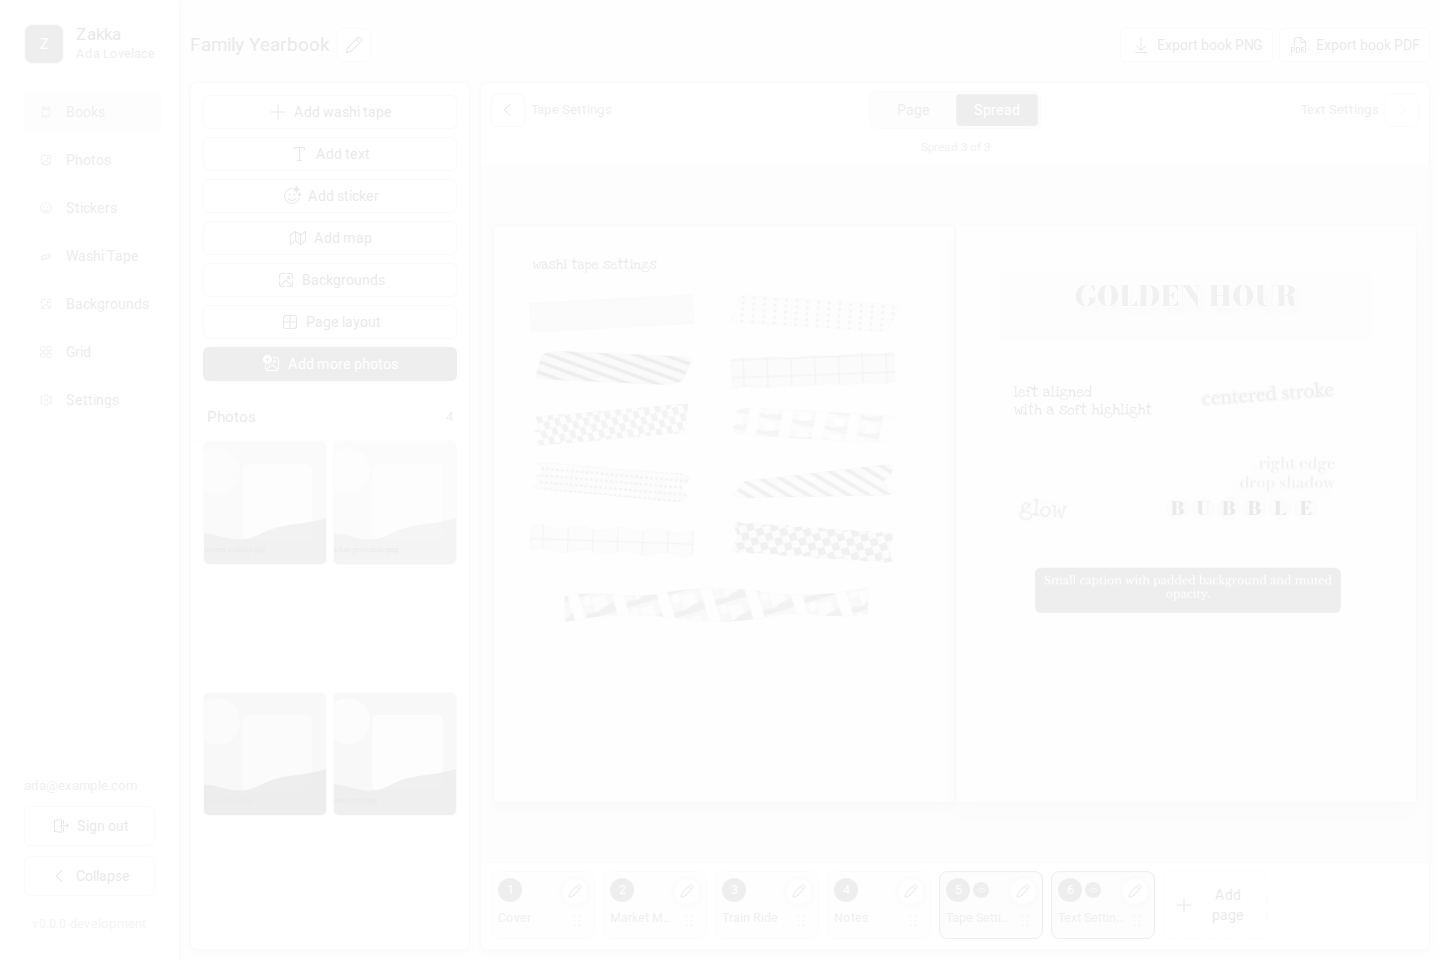 Z
Zakka
Ada Lovelace
Books
Photos
Stickers
Washi Tape
Backgrounds
Grid
Settings
ada@example.com
Sign out
Collapse
v0.0.0-development
Family Yearbook
Export book PNG
PDF Export book PDF
Add washi tape
Add text
Add sticker
Add map
Backgrounds
Page layout
Add more photos
Photos 4
Tape Settings
Page Spread
Text Settings
Spread 3 of 3
washi tape settings
GOLDEN HOUR
left aligned
with a soft highlight
centered stroke
right edge
drop shadow
glow
BUBBLE
Small caption with padded background and muted
opacity.
1
Cover
2
Market M...
3
Train Ride
4
Notes
5
Tape Setti...
6
Text Settin...
Add
page